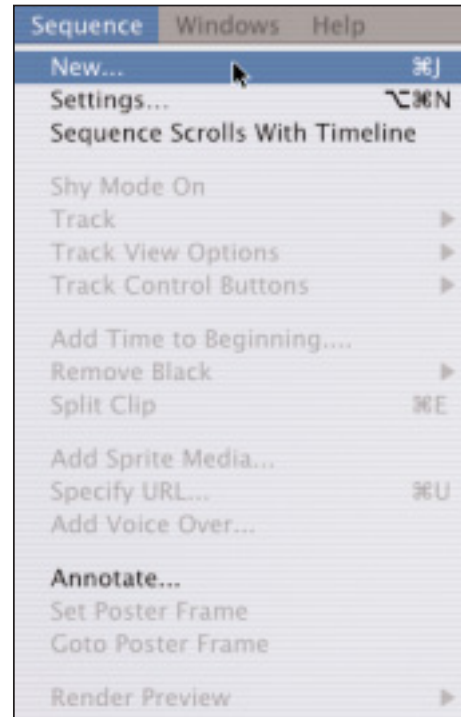 Sequence Windows Help
New... ⌘J
Settings... ⌥⌘N
Sequence Scrolls With Timeline
Shy Mode On
Track
Track View Options
Track Control Buttons
Add Time to Beginning....
Remove Black
Split Clip ⌘E
Add Sprite Media...
Specify URL... ⌘U
Add Voice Over...
Annotate...
Set Poster Frame
Goto Poster Frame
Render Preview